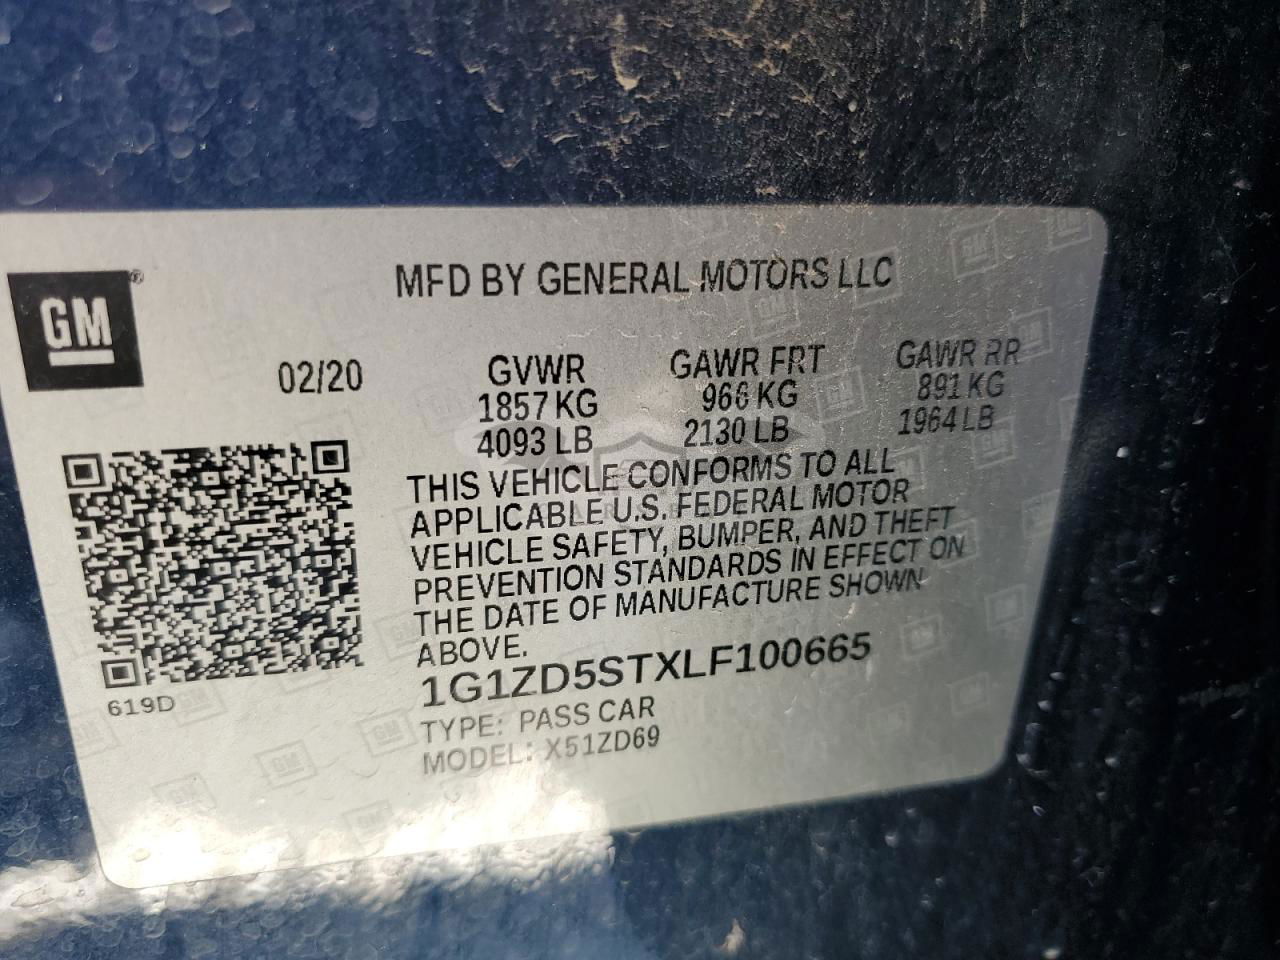 GM ®
MFD BY GENERAL MOTORS LLC
02/20
GVWR
1857 KG
4093 LB
GAWR FRT
966 KG
2130 LB
GAWR RR
891 KG
1964 LB
THIS VEHICLE CONFORMS TO ALL
APPLICABLE U.S. FEDERAL MOTOR
VEHICLE SAFETY, BUMPER, AND THEFT
PREVENTION STANDARDS IN EFFECT ON
THE DATE OF MANUFACTURE SHOWN
ABOVE.
1G1ZD5STXLF100665
TYPE: PASS CAR
MODEL: X51ZD69
619D